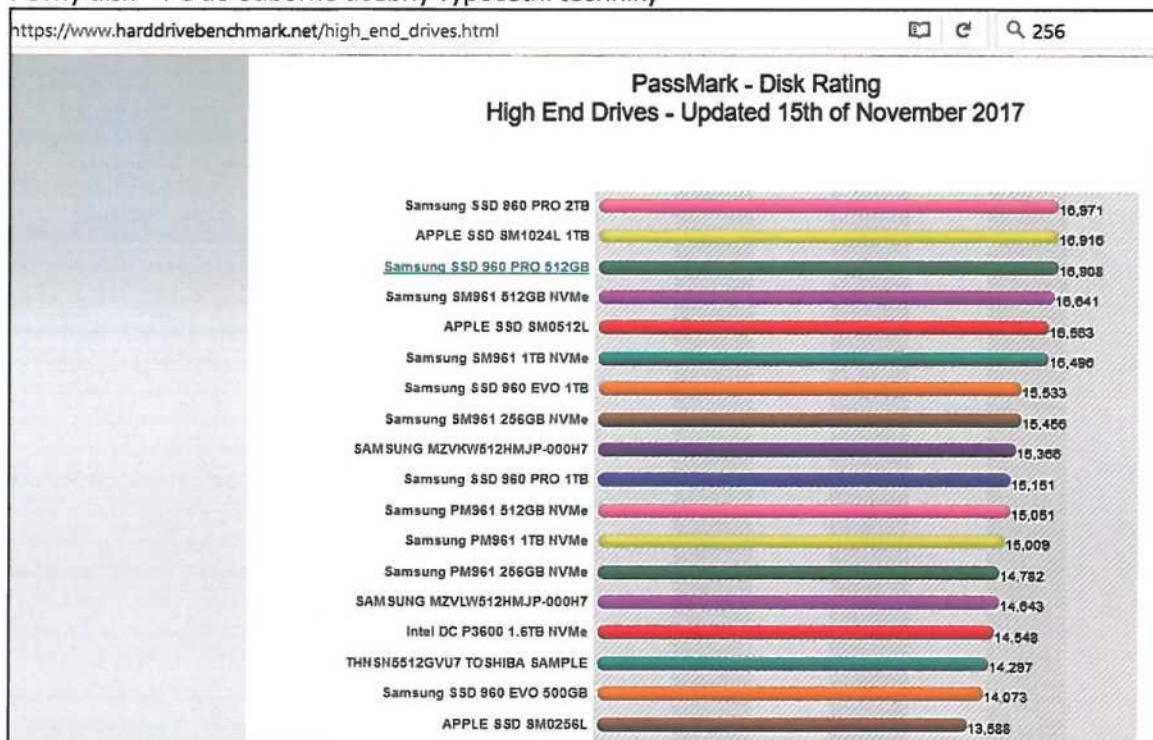 https://www.harddrivebenchmark.net/high_end_drives.html 256
PassMark - Disk Rating
High End Drives - Updated 15th of November 2017
Samsung SSD 960 PRO 2TB 16,971
APPLE SSD SM1024L 1TB 16,916
Samsung SSD 960 PRO 512GB 16,908
Samsung SM961 512GB NVMe 16,641
APPLE SSD SM0512L
Samsung SM961 1TB NVMe 16,496
Samsung SSD 960 EVO 1TB 15,533
Samsung SM961 256GB NVMe 15,456
SAMSUNG MZVKW512HMJP-000H7 15,366
Samsung SSD 960 PRO 1TB 15,151
Samsung PM961 512GB NVMe 15,051
Samsung PM961 1TB NVMe 15,009
Samsung PM961 256GB NVMe 14,782
SAMSUNG MZVLW512HMJP-000H7 14,643
Intel DC P3600 1.6TB NVMe 14,548
THNSN5512GVU7 TOSHIBA SAMPLE 14,297
Samsung SSD 960 EVO 500GB 14,073
APPLE SSD SM0256L 13,588